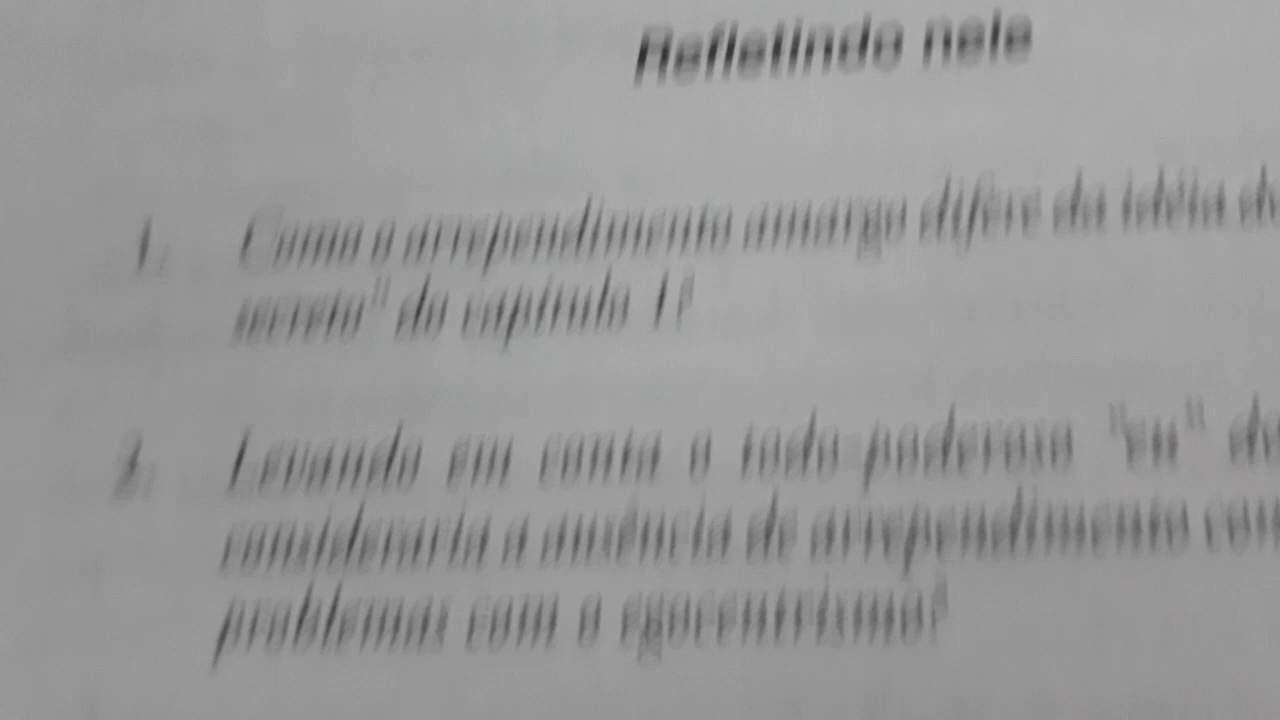 Refletindo nele
1. Como o arrependimento amargo difere da ideia
secreto" do capítulo 1?
2. Levando em conta o todo-poderoso "eu"
consideraria a ausência de arrependimento
problemas com o egocentrismo?